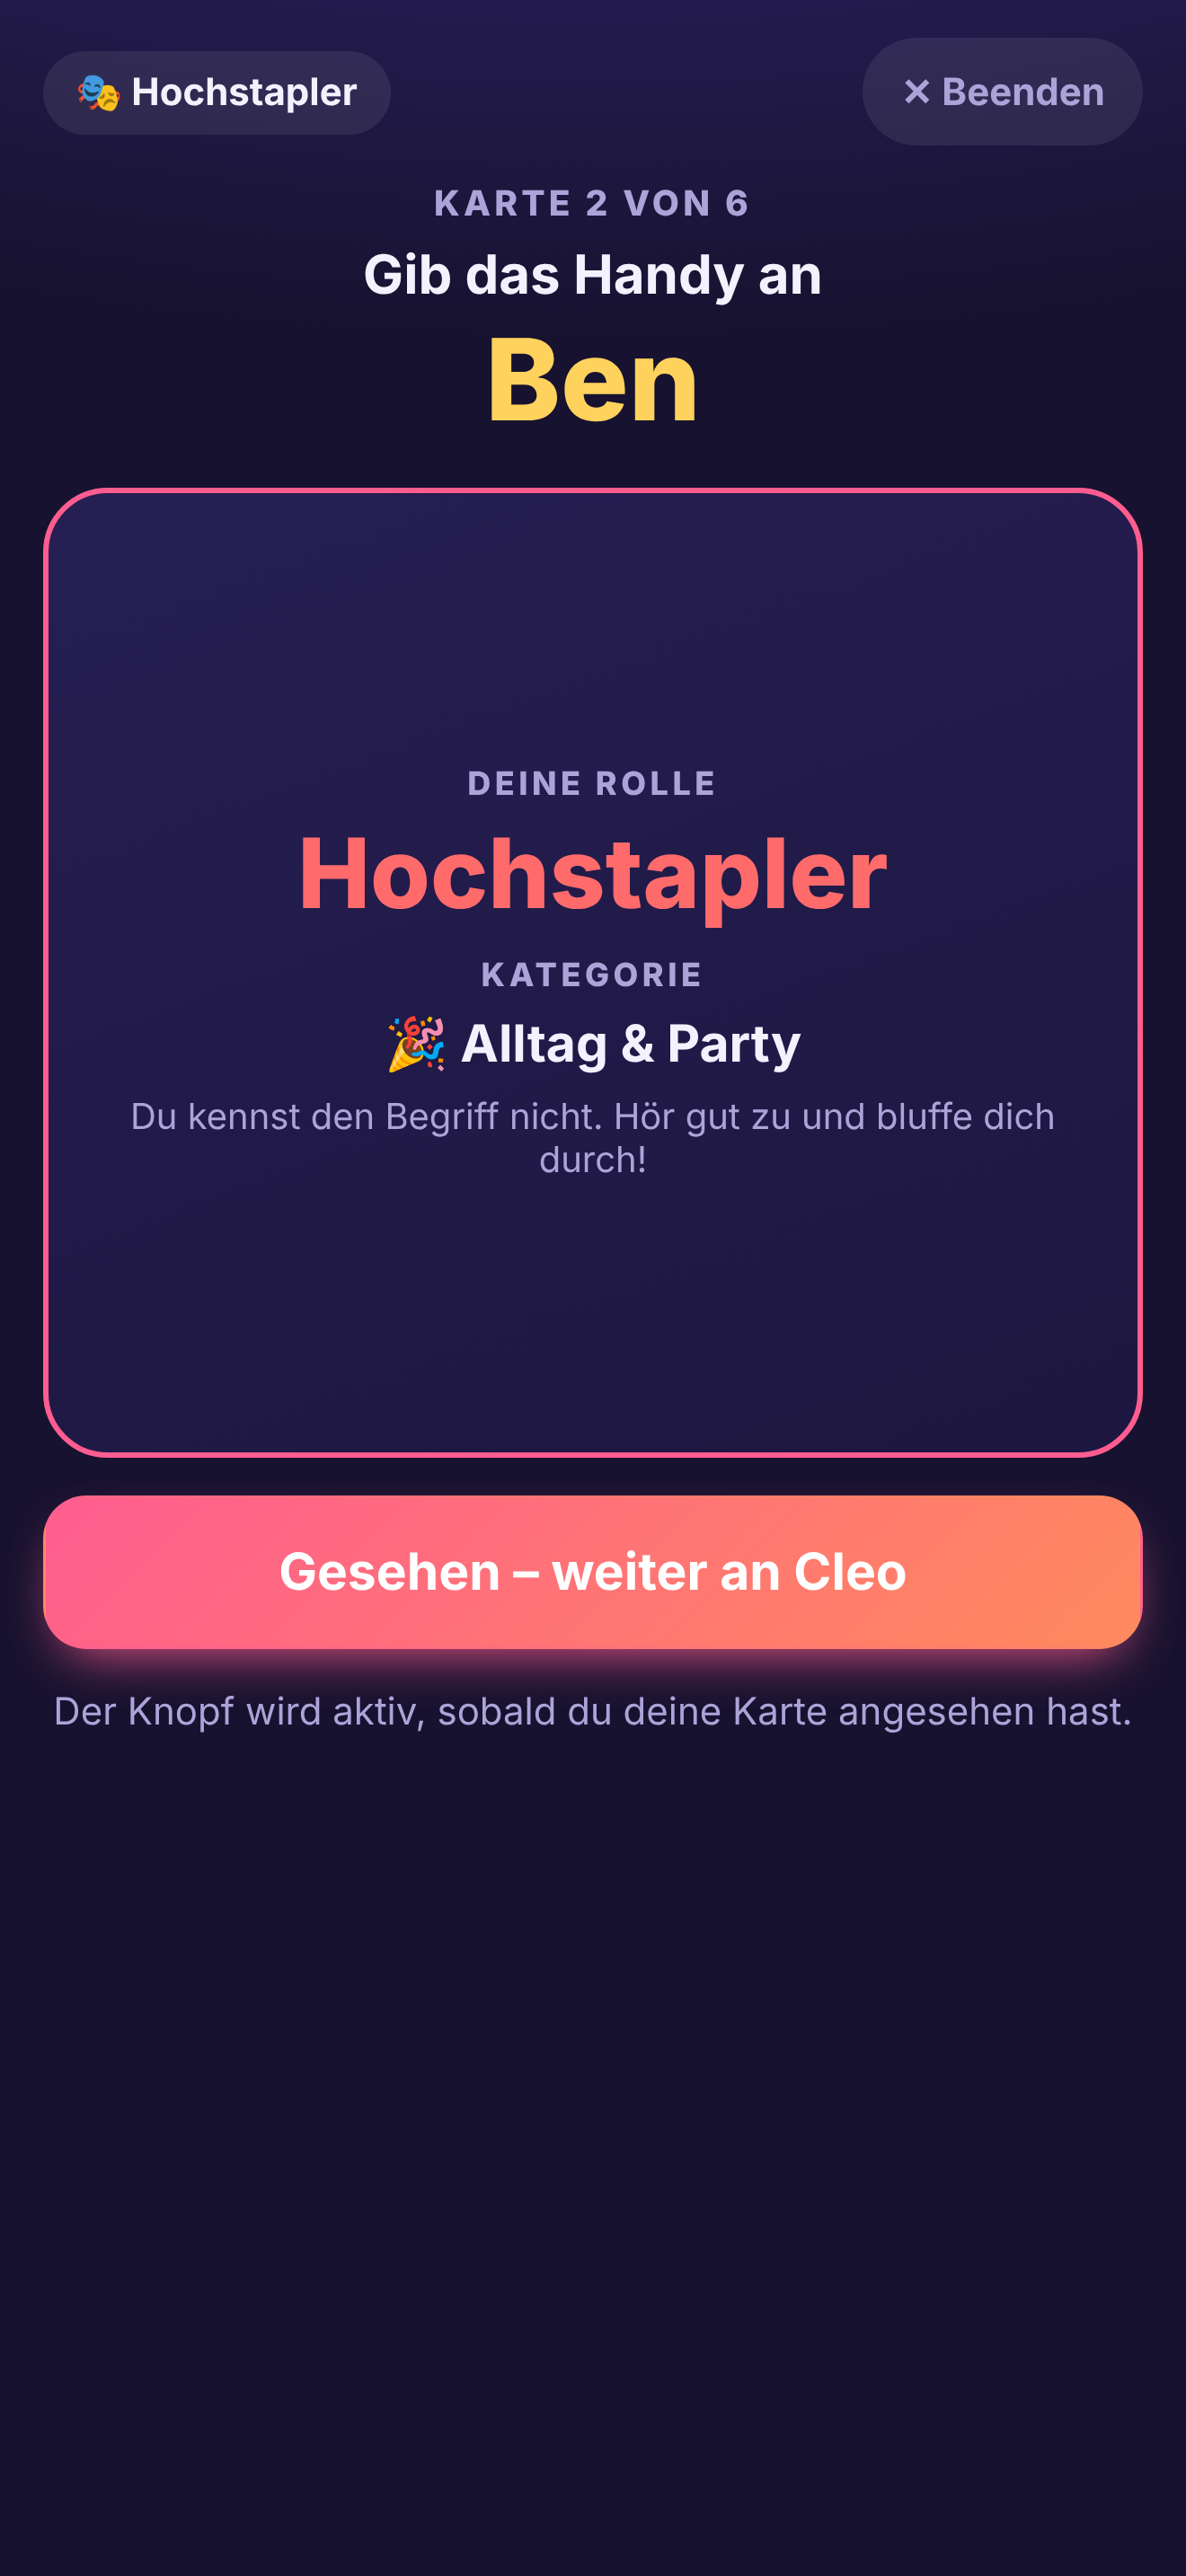 🎭 Hochstapler
✕ Beenden
KARTE 2 VON 6
Gib das Handy an
Ben
DEINE ROLLE
Hochstapler
KATEGORIE
🎉 Alltag & Party
Du kennst den Begriff nicht. Hör gut zu und bluffe dich
durch!
Gesehen – weiter an Cleo
Der Knopf wird aktiv, sobald du deine Karte angesehen hast.